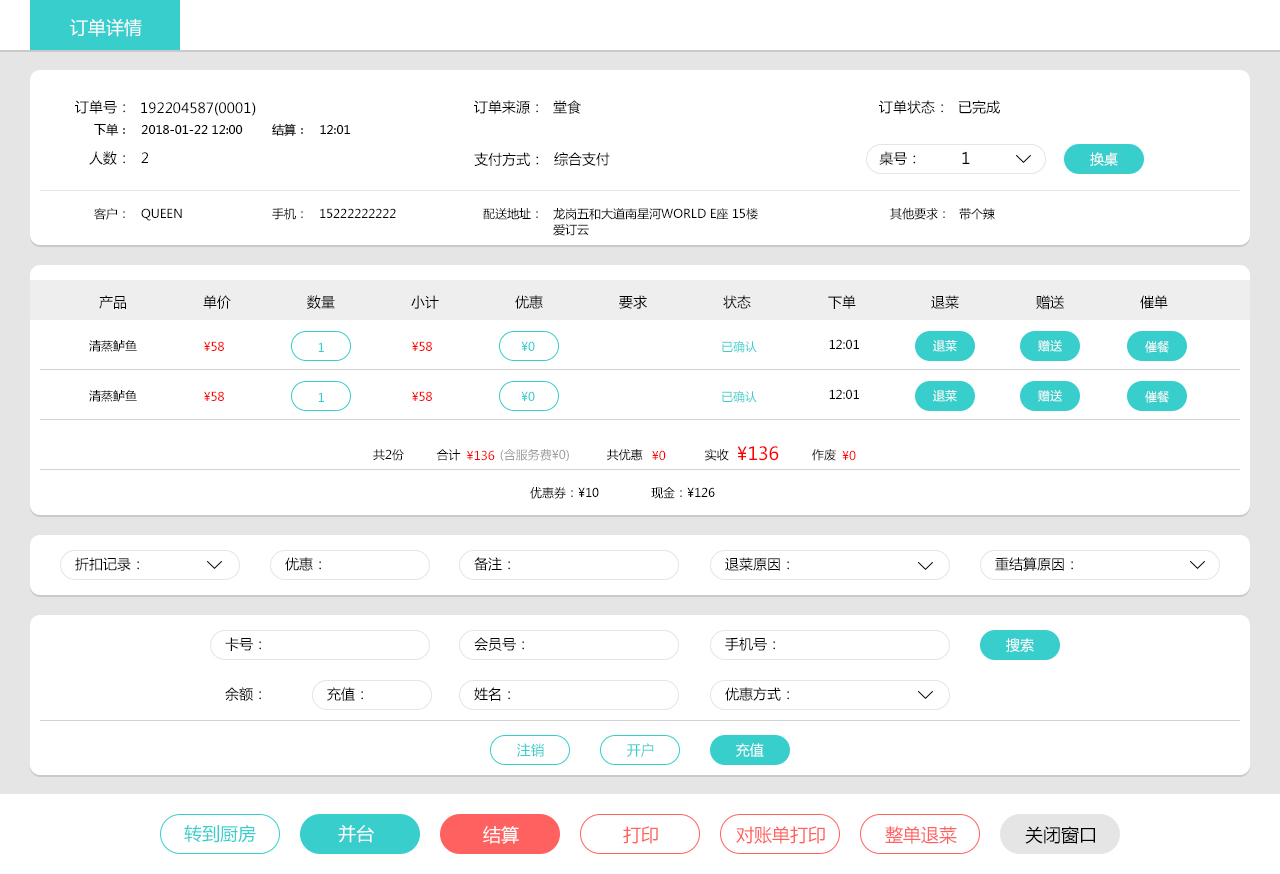 订单详情
订单号： 192204587(0001) 订单来源： 堂食 订单状态： 已完成
下单： 2018-01-22 12:00 结算： 12:01
人数： 2 支付方式： 综合支付 桌号： 1 换桌
客户： QUEEN 手机： 15222222222 配送地址： 龙岗五和大道南星河WORLD E座 15楼 其他要求： 带个辣
爱订云
产品 单价 数量 小计 优惠 要求 状态 下单 退菜 赠送 催单
清蒸鲈鱼 ¥58 1 ¥58 ¥0 已确认 12:01 退菜 赠送 催餐
清蒸鲈鱼 ¥58 1 ¥58 ¥0 已确认 12:01 退菜 赠送 催餐
共2份 合计 ¥136 (含服务费¥0) 共优惠 ¥0 实收 ¥136 作废 ¥0
优惠券：¥10 现金：¥126
折扣记录： 优惠： 备注： 退菜原因： 重结算原因：
卡号： 会员号： 手机号： 搜索
余额： 充值： 姓名： 优惠方式：
注销 开户 充值
转到厨房 并台 结算 打印 对账单打印 整单退菜 关闭窗口